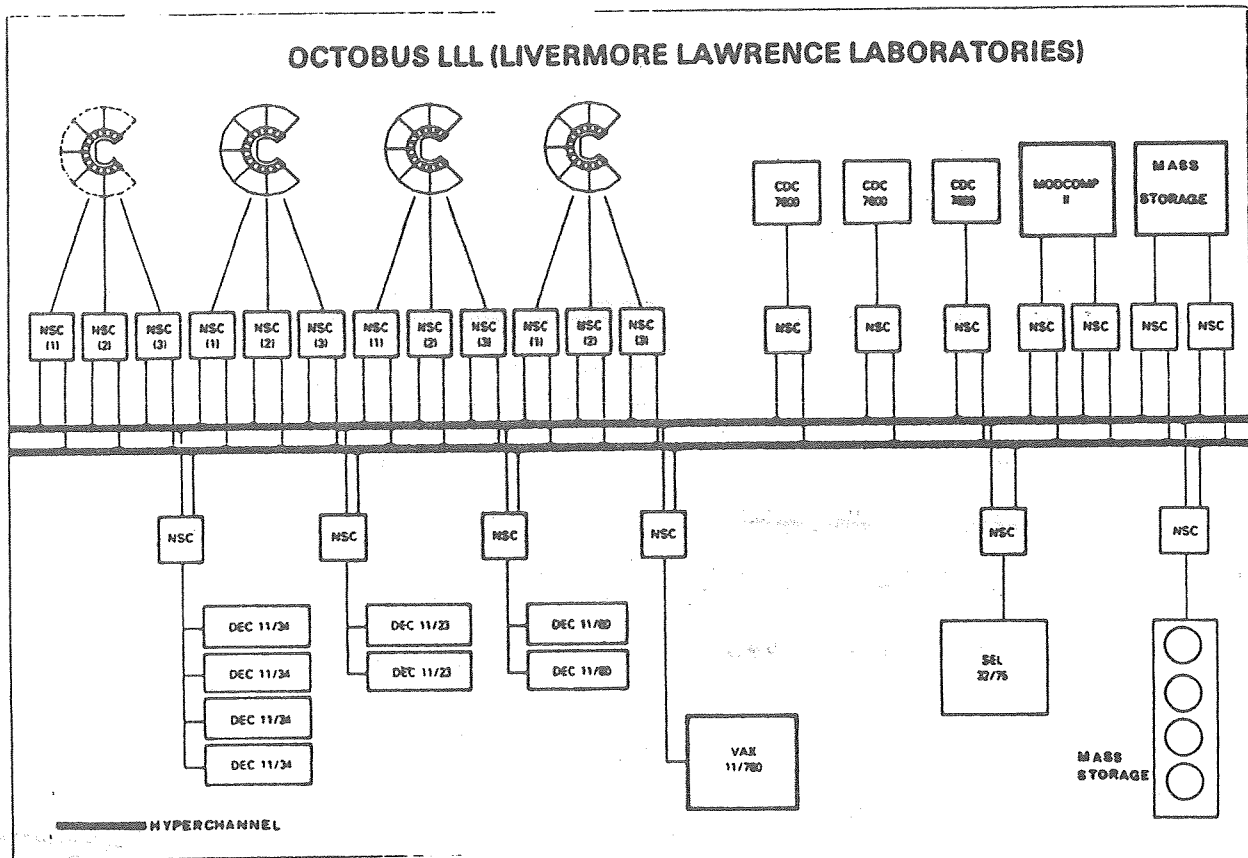 OCTOBUS LLL (LIVERMORE LAWRENCE LABORATORIES)
CDC
7600
CDC
7600
CDC
7600
MODCOMP
II
MASS
STORAGE
NSC
(1)
NSC
(2)
NSC
(3)
NSC
(1)
NSC
(2)
NSC
(3)
NSC
(1)
NSC
(2)
NSC
(3)
NSC
(1)
NSC
(2)
NSC
(3)
NSC
NSC
NSC
NSC
NSC
NSC
NSC
NSC
NSC
NSC
NSC
NSC
NSC
DEC 11/34
DEC 11/34
DEC 11/34
DEC 11/34
DEC 11/23
DEC 11/23
DEC 11/60
DEC 11/60
VAX
11/780
SEL
32/75
MASS
STORAGE
HYPERCHANNEL